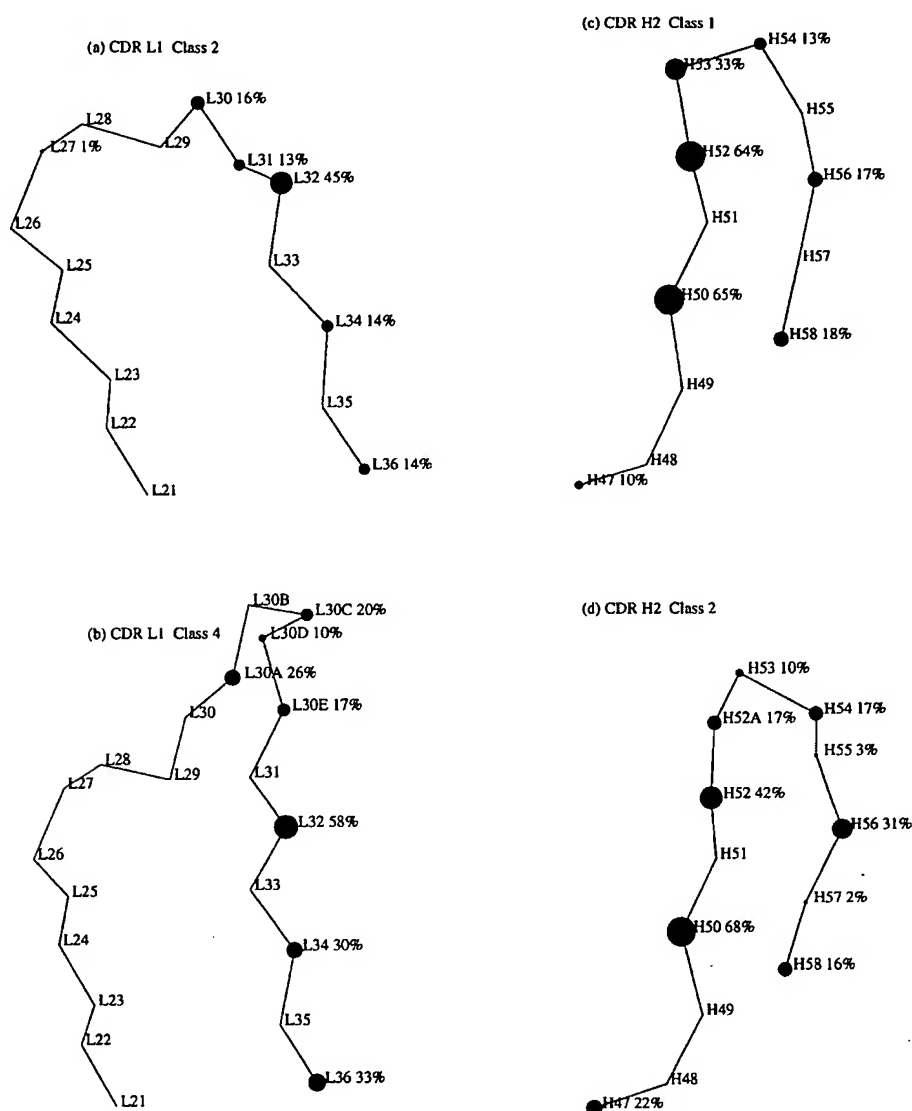 (a) CDR L1 Class 2
L30 16%
L28
L29
L27 1%
L31 13%
L32 45%
L26
L33
L25
L24
L34 14%
L23
L35
L22
L36 14%
L21
(c) CDR H2 Class 1
H54 13%
H53 33%
H55
H52 64%
H56 17%
H51
H57
H50 65%
H58 18%
H49
H48
H47 10%
(b) CDR L1 Class 4
L30B
L30C 20%
L30D 10%
L30A 26%
L30E 17%
L30
L28
L29
L27
L31
L32 58%
L26
L33
L25
L24
L34 30%
L23
L35
L22
L36 33%
L21
(d) CDR H2 Class 2
H53 10%
H54 17%
H52A 17%
H55 3%
H52 42%
H56 31%
H51
H57 2%
H50 68%
H58 16%
H49
H48
H47 22%